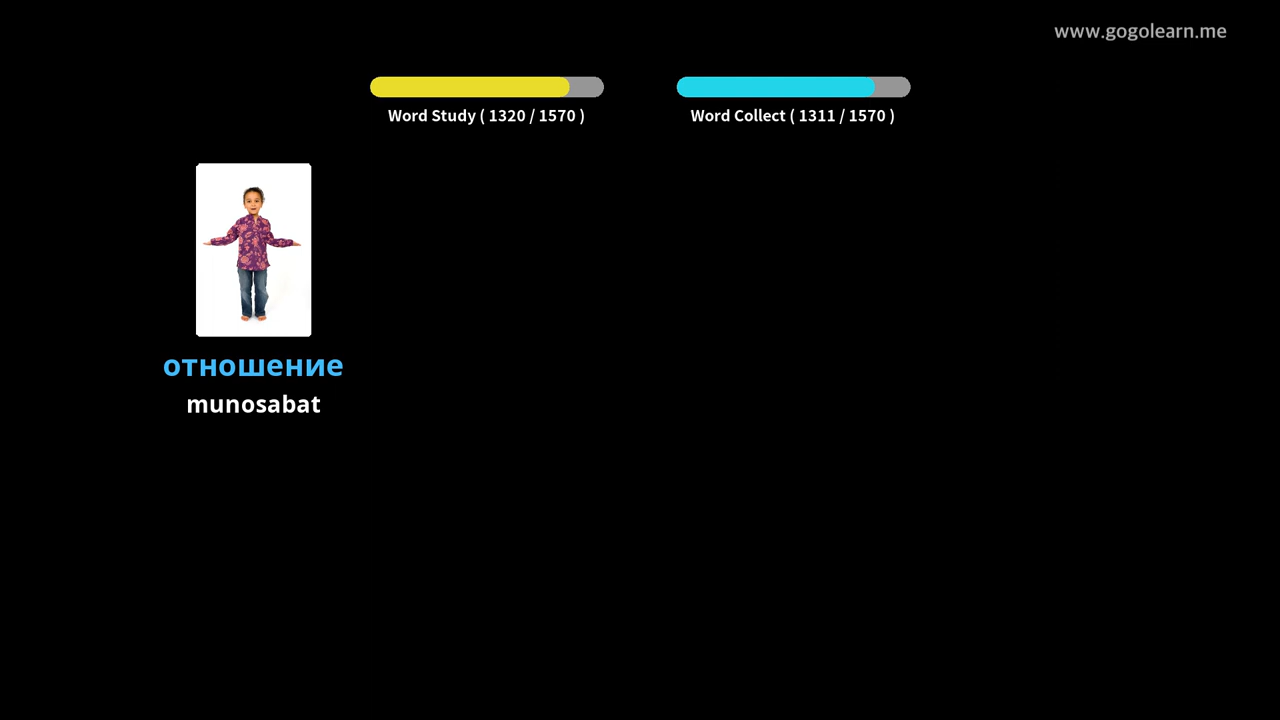 www.gogolearn.me
Word Study ( 1320 / 1570 )
Word Collect ( 1311 / 1570 )
отношение
munosabat